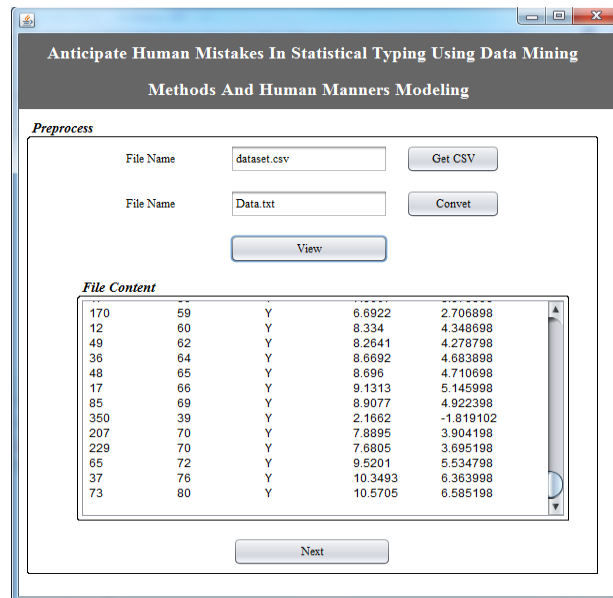 Anticipate Human Mistakes In Statistical Typing Using Data Mining
Methods And Human Manners Modeling
Preprocess
File Name dataset.csv Get CSV
File Name Data.txt Convet
View
File Content
170 59 Y 6.6922 2.706898
12 60 Y 8.334 4.348698
49 62 Y 8.2641 4.278798
36 64 Y 8.6692 4.683898
48 65 Y 8.696 4.710698
17 66 Y 9.1313 5.145998
85 69 Y 8.9077 4.922398
350 39 Y 2.1662 -1.819102
207 70 Y 7.8895 3.904198
229 70 Y 7.6805 3.695198
65 72 Y 9.5201 5.534798
37 76 Y 10.3493 6.363998
73 80 Y 10.5705 6.585198
Next